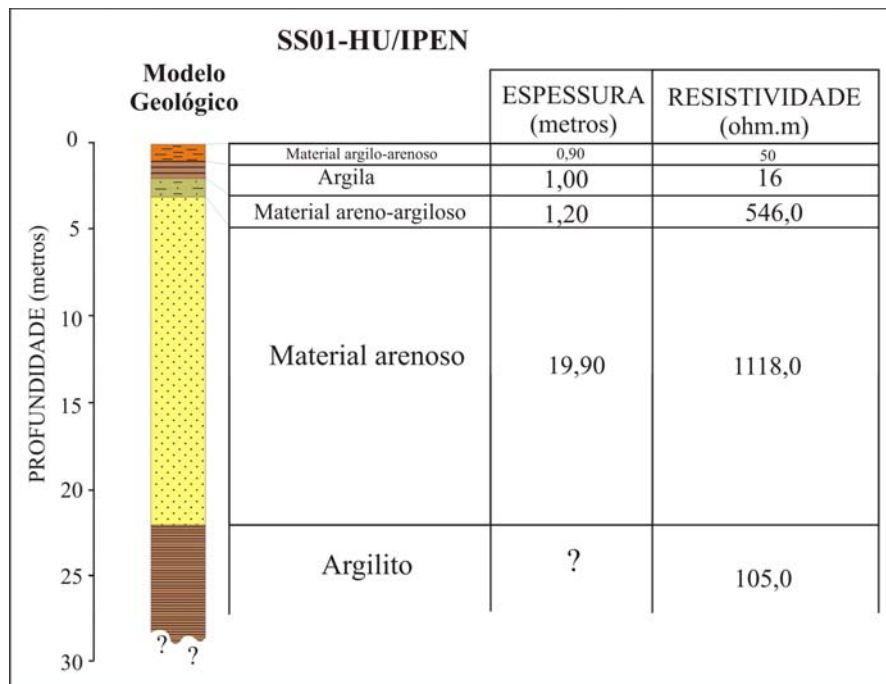 SS01-HU/IPEN
Modelo
Geológico
ESPESSURA
(metros)
RESISTIVIDADE
(ohm.m)
PROFUNDIDADE (metros)
0
5
10
15
20
25
30
Material argilo-arenoso 0,90 50
Argila 1,00 16
Material areno-argiloso 1,20 546,0
Material arenoso 19,90 1118,0
Argilito ? 105,0
? ?